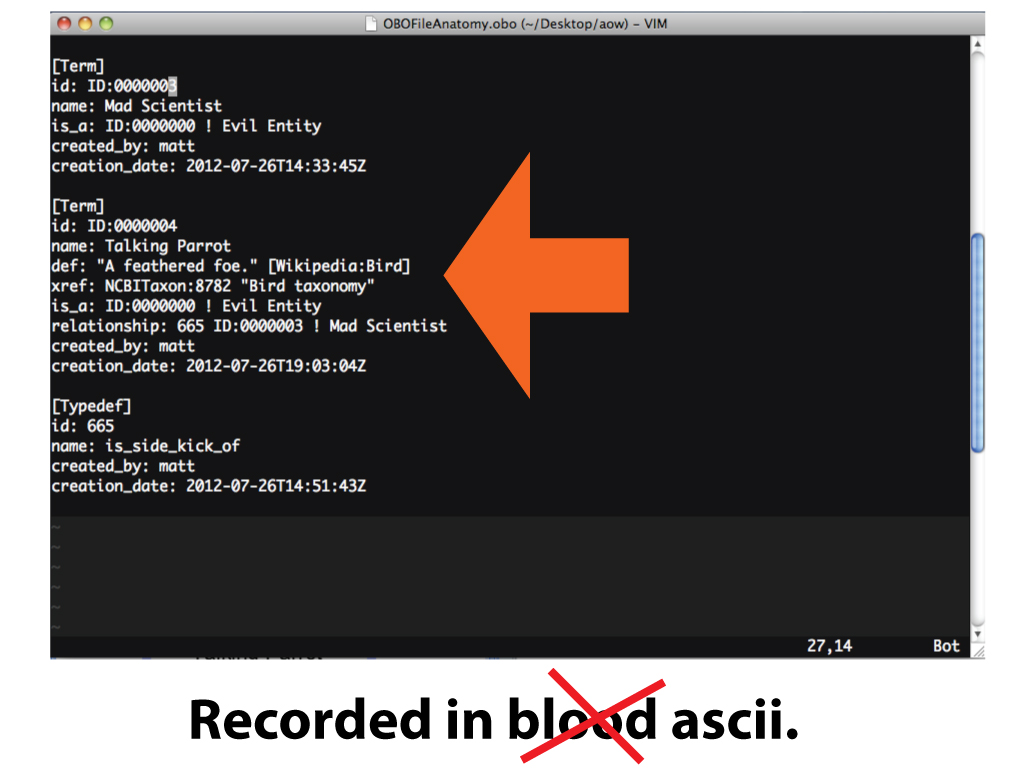 OBOFileAnatomy.obo (~/Desktop/aow) – VIM
[Term]
id: ID:0000003
name: Mad Scientist
is_a: ID:0000000 ! Evil Entity
created_by: matt
creation_date: 2012-07-26T14:33:45Z
[Term]
id: ID:0000004
name: Talking Parrot
def: "A feathered foe." [Wikipedia:Bird]
xref: NCBITaxon:8782 "Bird taxonomy"
is_a: ID:0000000 ! Evil Entity
relationship: 665 ID:0000003 ! Mad Scientist
created_by: matt
creation_date: 2012-07-26T19:03:04Z
[Typedef]
id: 665
name: is_side_kick_of
created_by: matt
creation_date: 2012-07-26T14:51:43Z
~
~
~
~
~
~
27,14 Bot
Recorded in blood ascii.